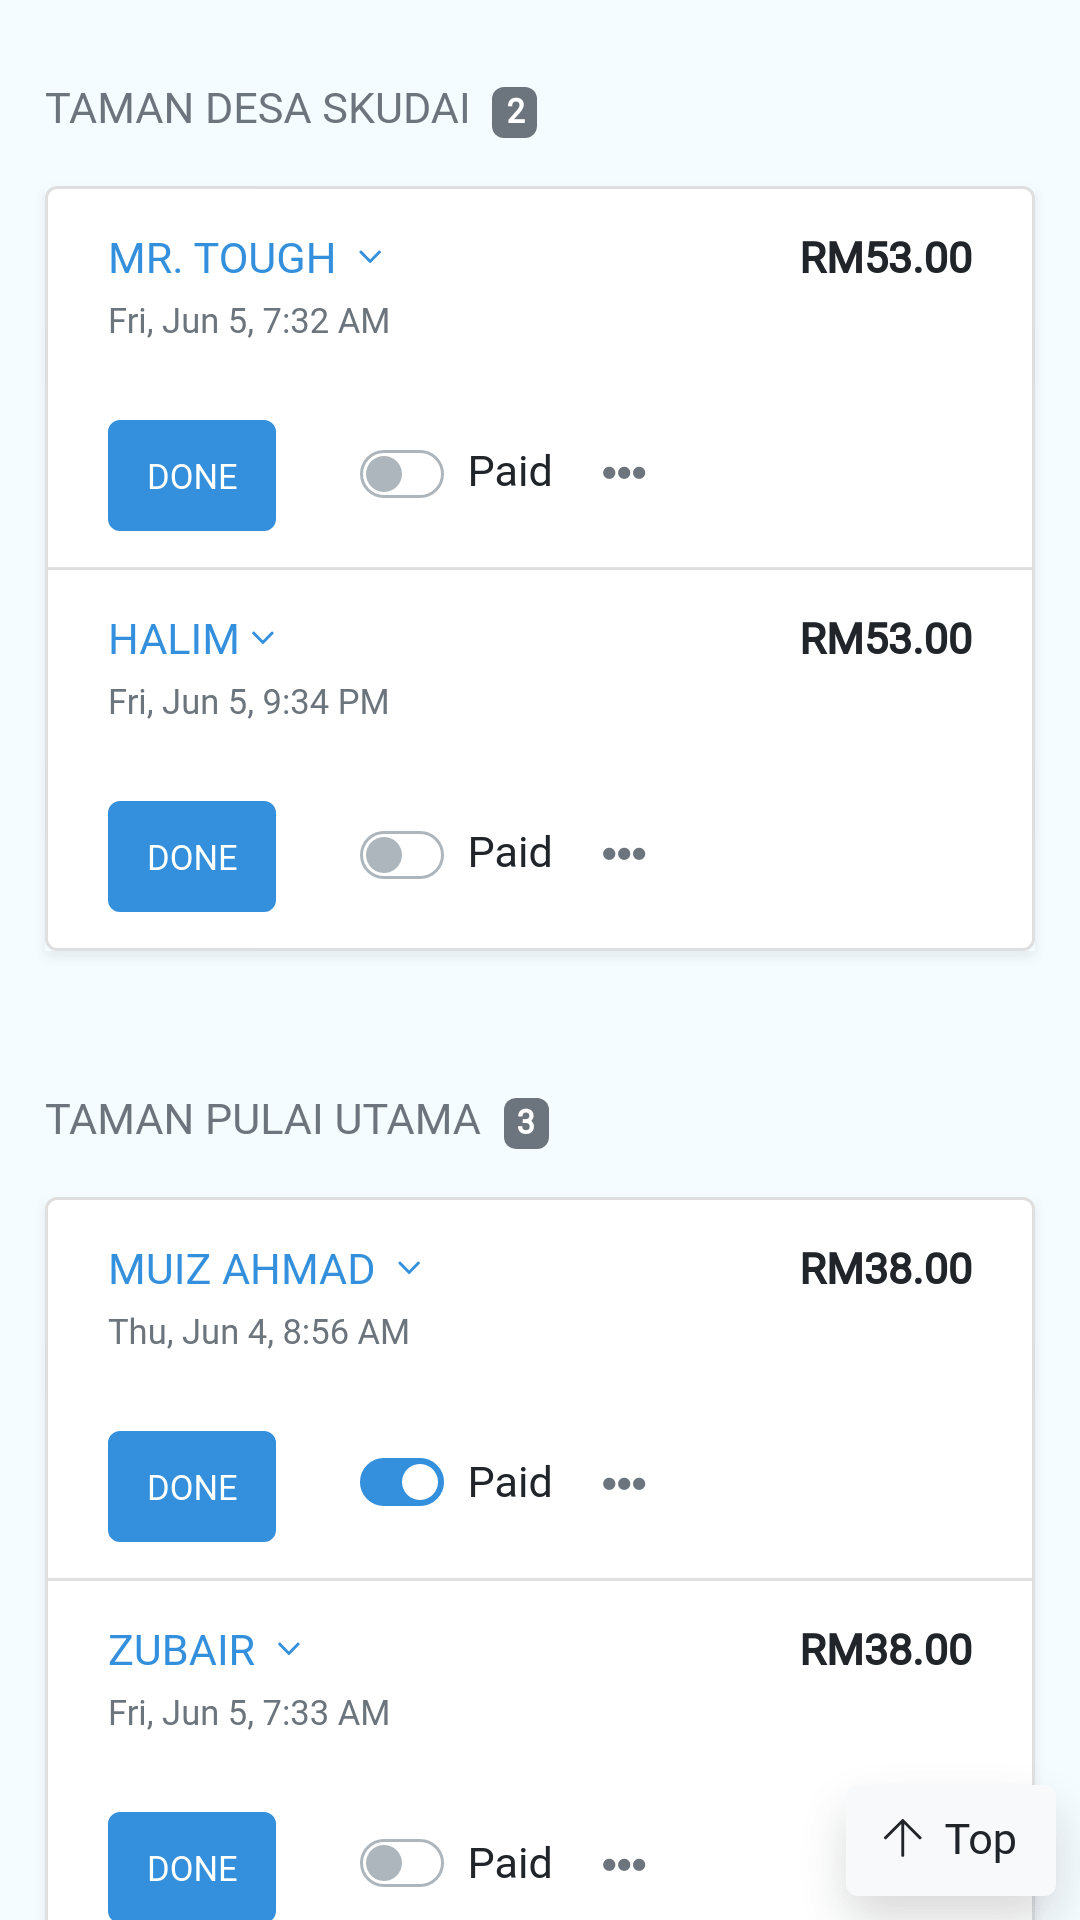 TAMAN DESA SKUDAI 2
MR. TOUGH RM53.00
Fri, Jun 5, 7:32 AM
DONE Paid
HALIM RM53.00
Fri, Jun 5, 9:34 PM
DONE Paid
TAMAN PULAI UTAMA 3
MUIZ AHMAD RM38.00
Thu, Jun 4, 8:56 AM
DONE Paid
ZUBAIR RM38.00
Fri, Jun 5, 7:33 AM
DONE Paid
Top